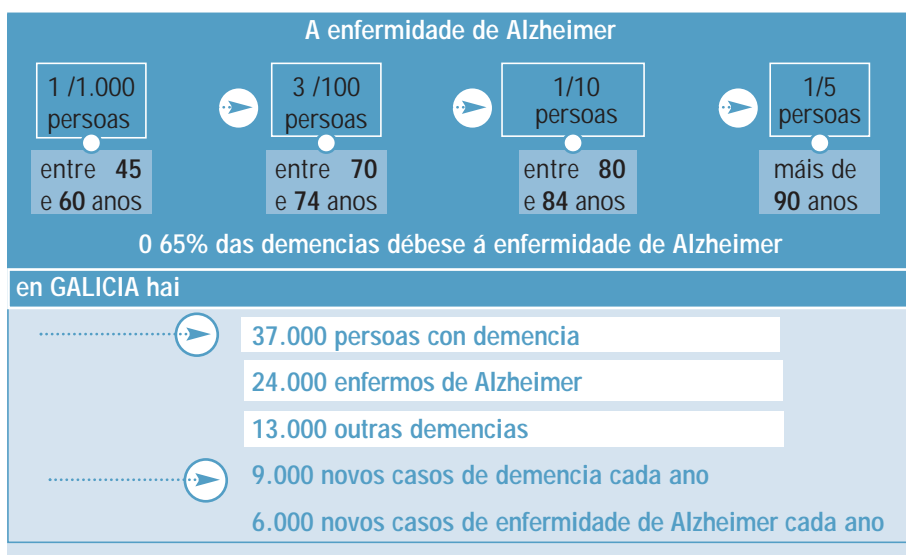 A enfermidade de Alzheimer
1 /1.000
persoas
entre 45
e 60 anos
3 /100
persoas
entre 70
e 74 anos
1/10
persoas
entre 80
e 84 anos
1/5
persoas
máis de
90 anos
0 65% das demencias débese á enfermidade de Alzheimer
en GALICIA hai
37.000 persoas con demencia
24.000 enfermos de Alzheimer
13.000 outras demencias
9.000 novos casos de demencia cada ano
6.000 novos casos de enfermidade de Alzheimer cada ano